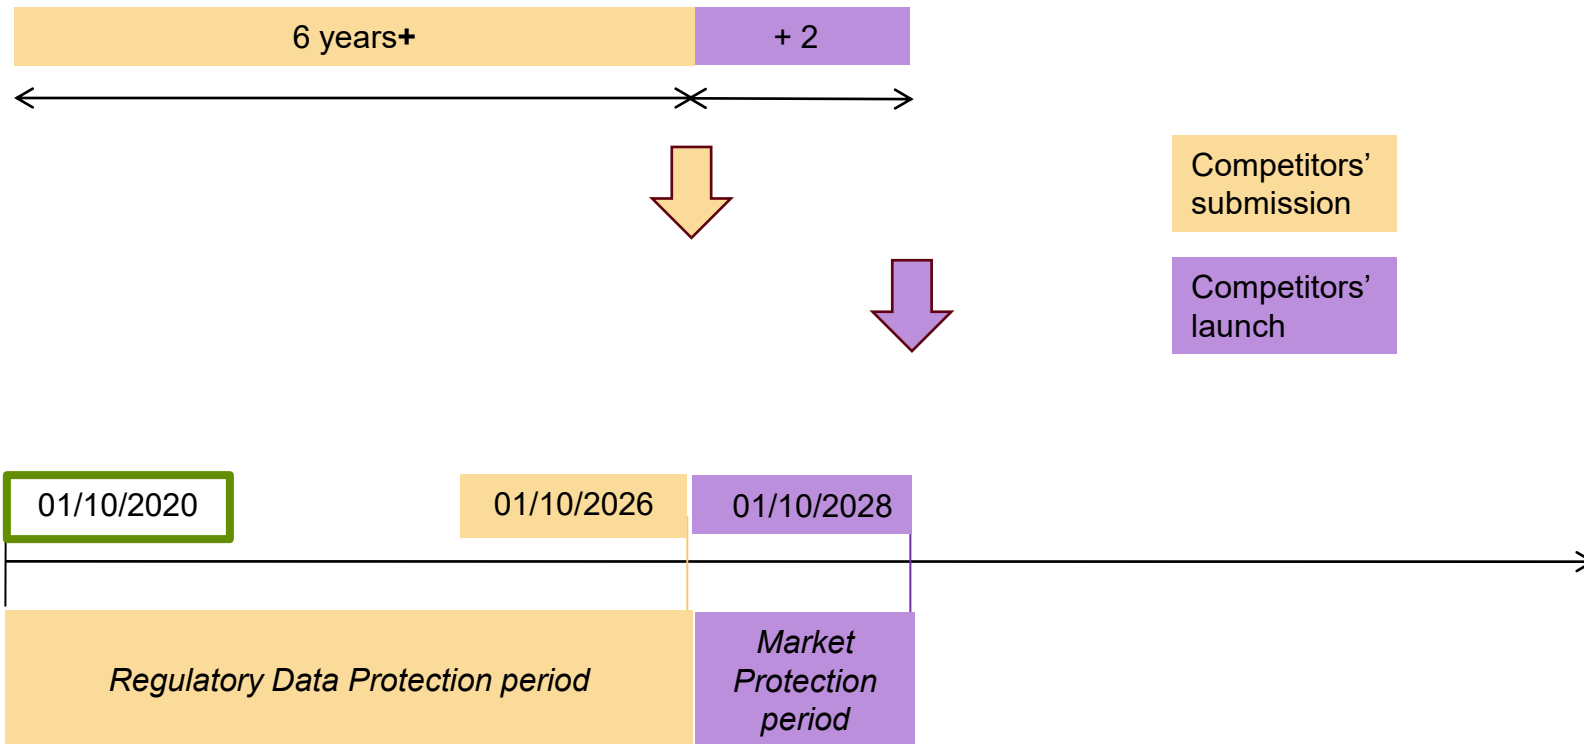 6 years+
+ 2
Competitors’
submission
Competitors’
launch
01/10/2020
01/10/2026
01/10/2028
Regulatory Data Protection period
Market
Protection
period